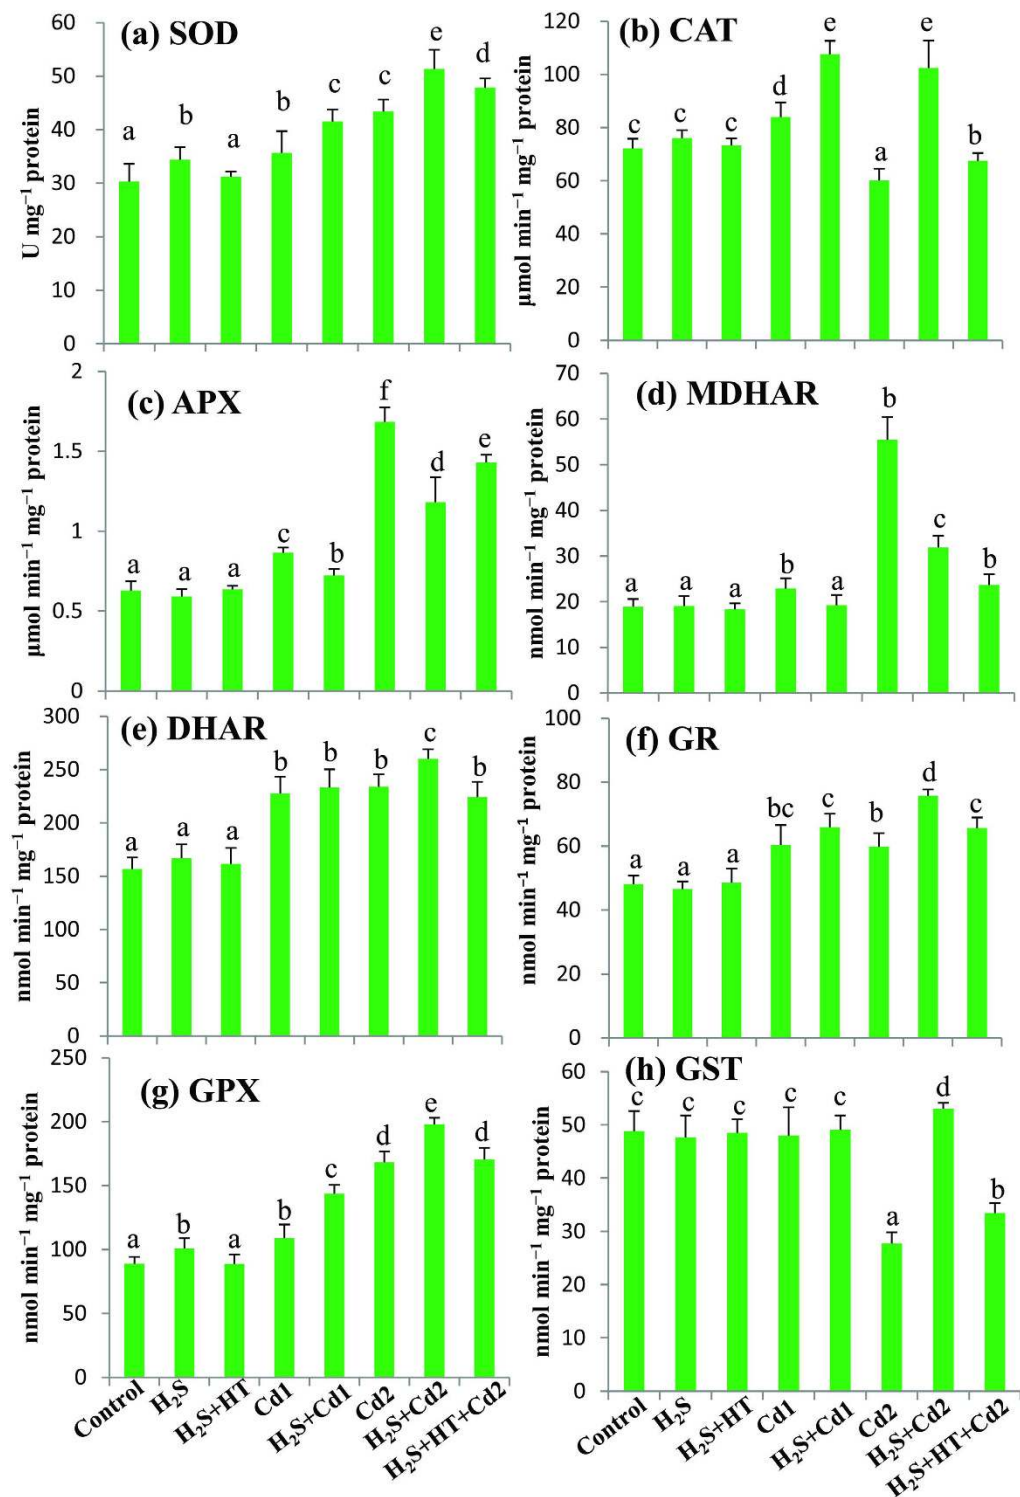 (a) SOD
U mg⁻¹ protein
60
50
40
30
20
10
0
a
b
a
b
c
c
e
d
(b) CAT
µmol min⁻¹ mg⁻¹ protein
120
100
80
60
40
20
0
c
c
c
d
e
a
e
b
(c) APX
µmol min⁻¹ mg⁻¹ protein
2
1.5
1
0.5
0
a
a
a
c
b
f
d
e
(d) MDHAR
nmol min⁻¹ mg⁻¹ protein
70
60
50
40
30
20
10
0
a
a
a
b
a
b
c
b
(e) DHAR
nmol min⁻¹ mg⁻¹ protein
300
250
200
150
100
50
0
a
a
a
b
b
b
c
b
(f) GR
nmol min⁻¹ mg⁻¹ protein
100
80
60
40
20
0
a
a
a
bc
c
b
d
c
(g) GPX
nmol min⁻¹ mg⁻¹ protein
250
200
150
100
50
0
a
b
a
b
c
d
e
d
Control
H₂S
H₂S+HT
Cd1
H₂S+Cd1
Cd2
H₂S+Cd2
H₂S+HT+Cd2
(h) GST
nmol min⁻¹ mg⁻¹ protein
60
50
40
30
20
10
0
c
c
c
c
c
a
d
b
Control
H₂S
H₂S+HT
Cd1
H₂S+Cd1
Cd2
H₂S+Cd2
H₂S+HT+Cd2